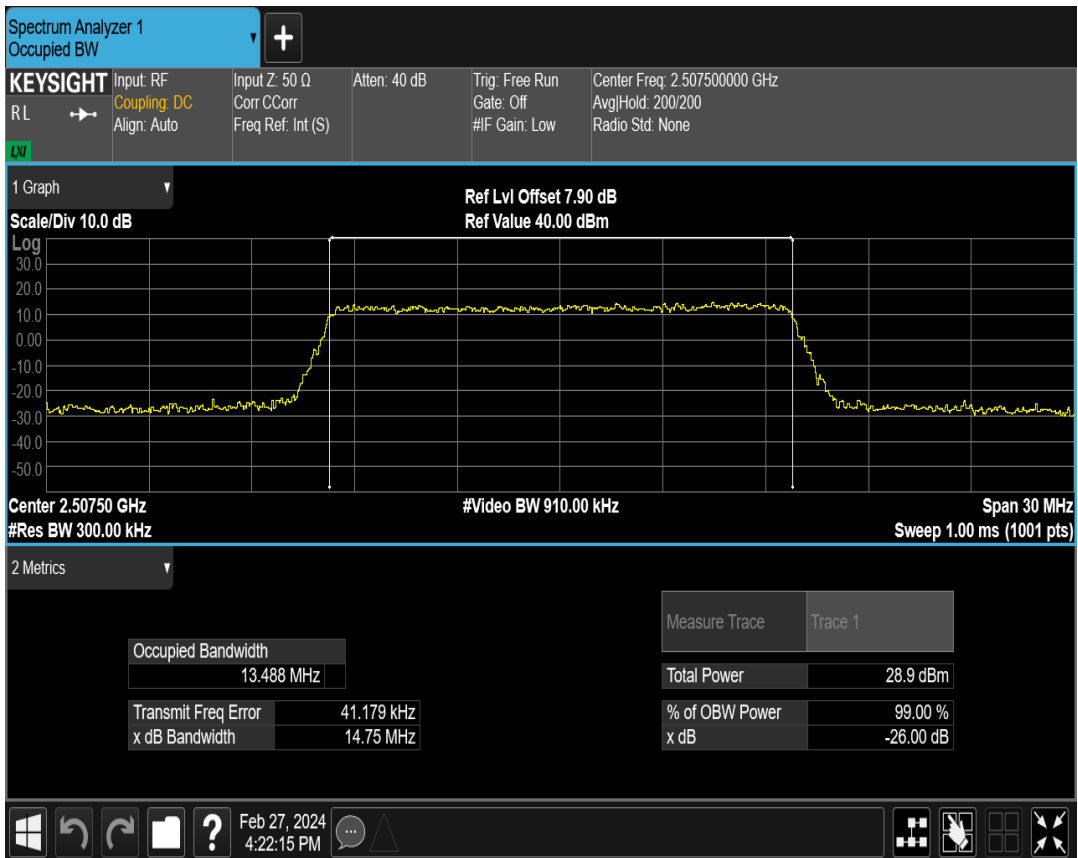 Spectrum Analyzer 1
Occupied BW
+
KEYSIGHT
R L
LXI
Input: RF
Coupling: DC
Align: Auto
Input Z: 50 Ω
Corr CCorr
Freq Ref: Int (S)
Atten: 40 dB
Trig: Free Run
Gate: Off
#IF Gain: Low
Center Freq: 2.507500000 GHz
Avg|Hold: 200/200
Radio Std: None
1 Graph
Scale/Div 10.0 dB
Ref Lvl Offset 7.90 dB
Ref Value 40.00 dBm
Log
30.0
20.0
10.0
0.00
-10.0
-20.0
-30.0
-40.0
-50.0
Center 2.50750 GHz
#Res BW 300.00 kHz
#Video BW 910.00 kHz
Span 30 MHz
Sweep 1.00 ms (1001 pts)
2 Metrics
Measure Trace Trace 1
Occupied Bandwidth
13.488 MHz
Total Power 28.9 dBm
Transmit Freq Error 41.179 kHz
% of OBW Power 99.00 %
x dB Bandwidth 14.75 MHz
x dB -26.00 dB
?
Feb 27, 2024
4:22:15 PM